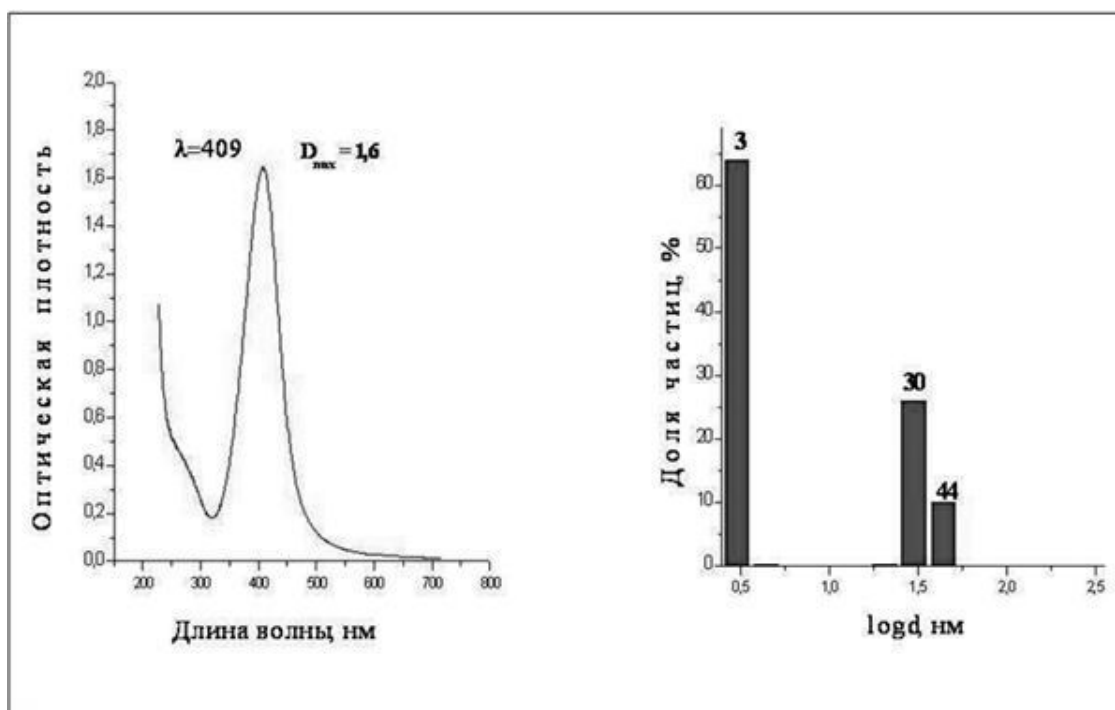 λ=409
D max = 1,6
Оптическая плотность
2,0
1,8
1,6
1,4
1,2
1,0
0,8
0,6
0,4
0,2
0,0
200 300 400 500 600 700 800
Длина волны, нм
3
30
44
Доля частиц, %
60
50
40
30
20
10
0
0,5 1,0 1,5 2,0 2,5
logd, нм